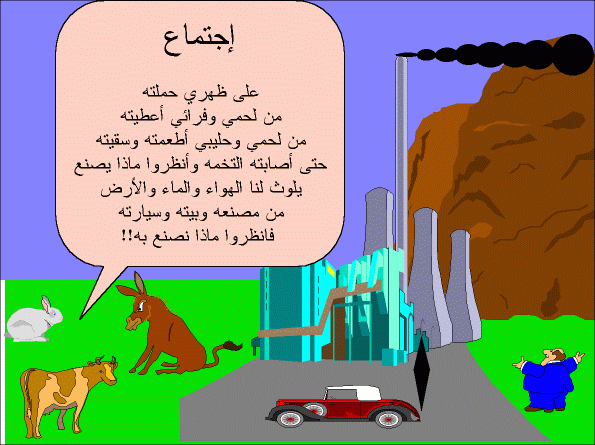 إجتماع
على ظهري حملته
من لحمي وفرائي أعطيته
من لحمي وحليبي أطعمته وسقيته
حتى أصابته التخمه وأنظروا ماذا يصنع
يلوث لنا الهواء والماء والأرض
من مصنعه وبيته وسيارته
فانظروا ماذا نصنع به!!